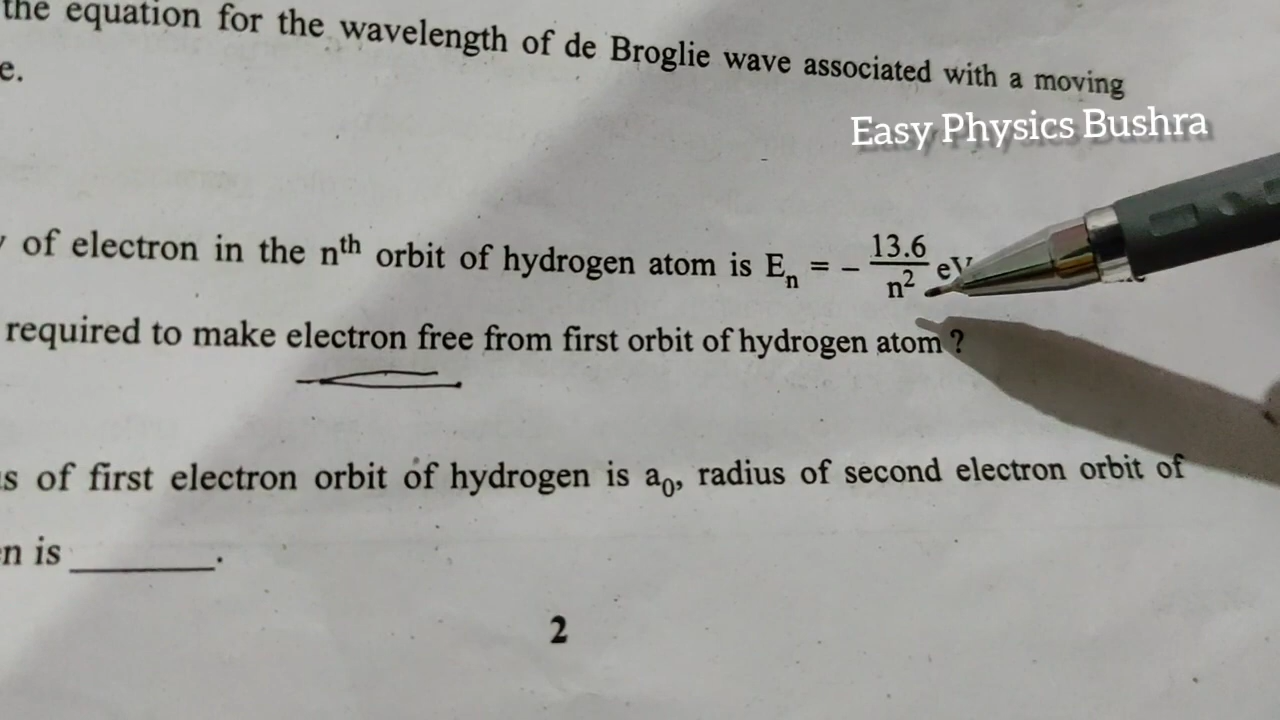 the equation for the wavelength of de Broglie wave associated with a moving
e.
Easy Physics Bushra
of electron in the nth orbit of hydrogen atom is En = – 13.6/n² eV
required to make electron free from first orbit of hydrogen atom ?
s of first electron orbit of hydrogen is a₀, radius of second electron orbit of
n is ______.
2